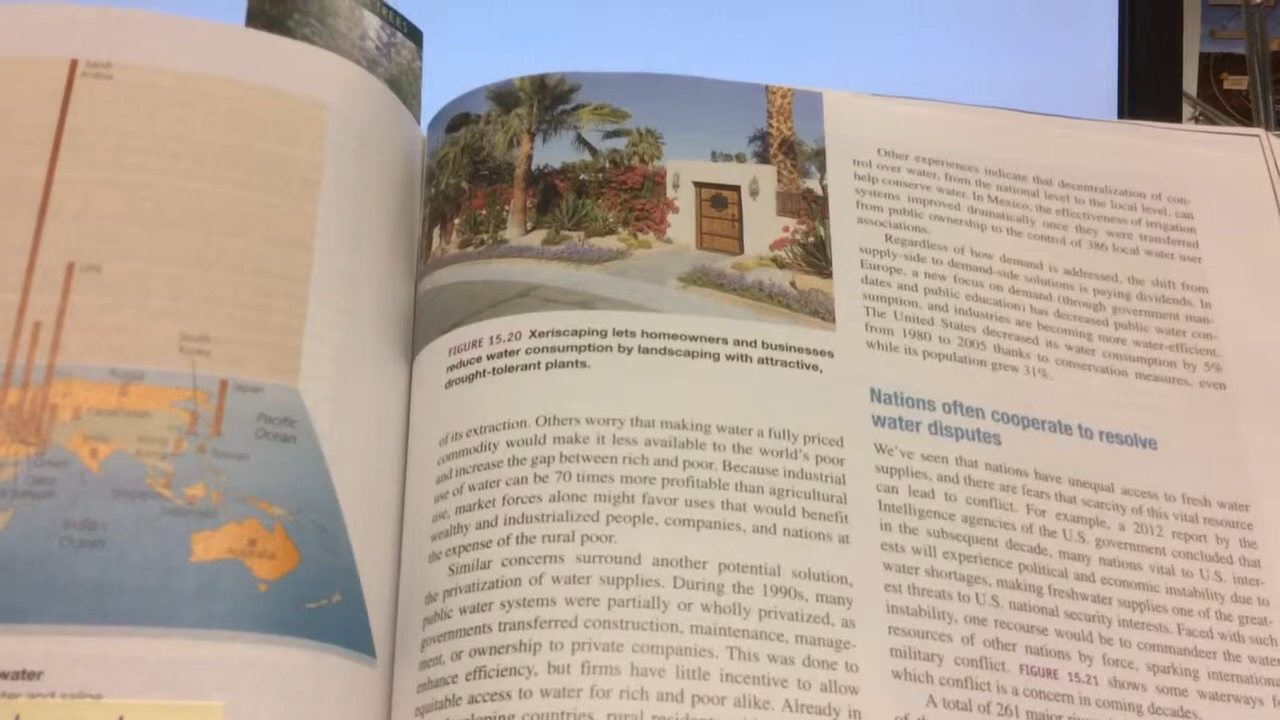 TREES
Saudi
Arabia
South
Korea
Japan
Pacific
Ocean
Taiwan
Indian
Ocean
Australia
water
FIGURE 15.20 Xeriscaping lets homeowners and businesses
reduce water consumption by landscaping with attractive,
drought-tolerant plants.
of its extraction. Others worry that making water a fully priced
commodity would make it less available to the world's poor
and increase the gap between rich and poor. Because industrial
use of water can be 70 times more profitable than agricultural
use, market forces alone might favor uses that would benefit
wealthy and industrialized people, companies, and nations at
the expense of the rural poor.
Similar concerns surround another potential solution,
the privatization of water supplies. During the 1990s, many
public water systems were partially or wholly privatized, as
governments transferred construction, maintenance, manage-
ment, or ownership to private companies. This was done to
enhance efficiency, but firms have little incentive to allow
equitable access to water for rich and poor alike. Already in
countries, rural
Other experiences indicate that decentralization of con-
trol over water, from the national level to the local level, can
help conserve water. In Mexico, the effectiveness of irrigation
systems improved dramatically once they were transferred
from public ownership to the control of 386 local water user
associations.
Regardless of how demand is addressed, the shift from
supply-side to demand-side solutions is paying dividends. In
Europe, a new focus on demand (through government man-
dates and public education) has decreased public water con-
sumption, and industries are becoming more water-efficient.
The United States decreased its water consumption by 5%
from 1980 to 2005 thanks to conservation measures, even
while its population grew 31%.
Nations often cooperate to resolve
water disputes
We've seen that nations have unequal access to fresh water
supplies, and there are fears that scarcity of this vital resource
can lead to conflict. For example, a 2012 report by the
Intelligence agencies of the U.S. government concluded that
in the subsequent decade, many nations vital to U.S. inter-
ests will experience political and economic instability due to
water shortages, making freshwater supplies one of the great-
est threats to U.S. national security interests. Faced with such
instability, one recourse would be to commandeer the water
resources of other nations by force, sparking internationa
military conflict. FIGURE 15.21 shows some waterways
which conflict is a concern in coming decades.
A total of 261 major